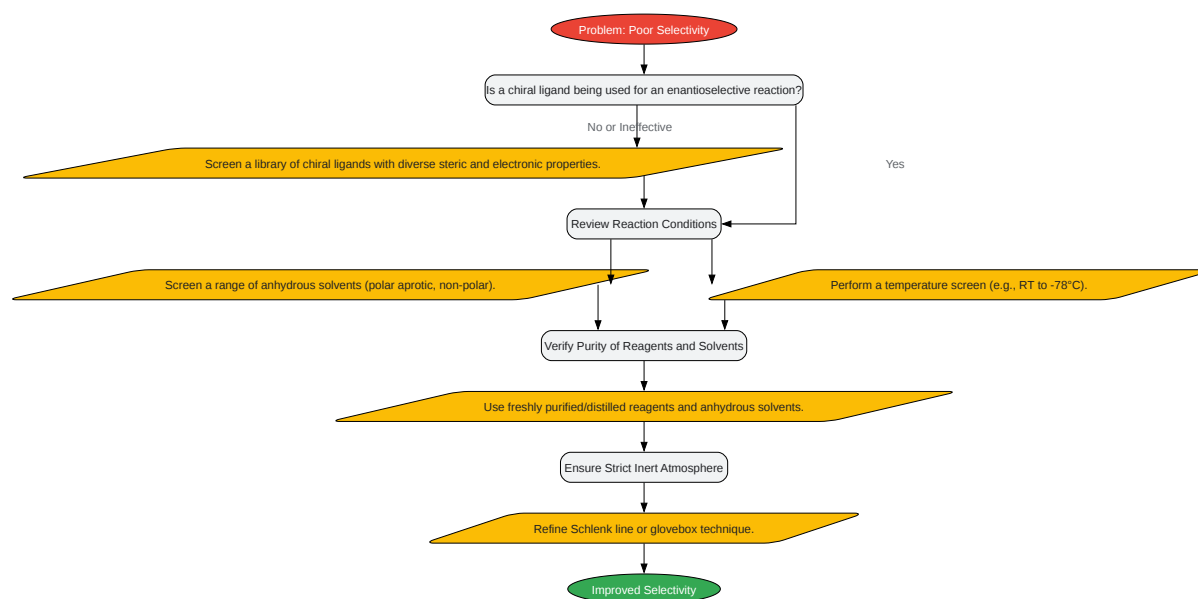 Problem: Poor Selectivity
Is a chiral ligand being used for an enantioselective reaction?
No or Ineffective
Screen a library of chiral ligands with diverse steric and electronic properties.
Yes
Review Reaction Conditions
Screen a range of anhydrous solvents (polar aprotic, non-polar).
Perform a temperature screen (e.g., RT to -78°C).
Verify Purity of Reagents and Solvents
Use freshly purified/distilled reagents and anhydrous solvents.
Ensure Strict Inert Atmosphere
Refine Schlenk line or glovebox technique.
Improved Selectivity